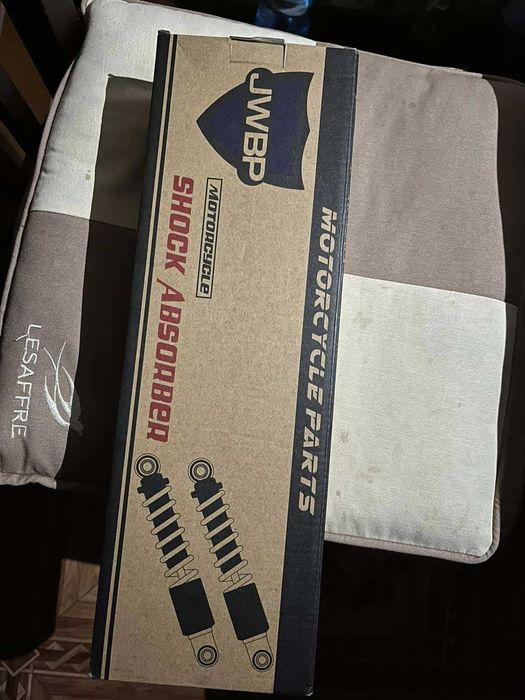 JWBP
MOTORCYCLE PARTS
MOTORCYCLE
SHOCK ABSORBER
LESAFFRE